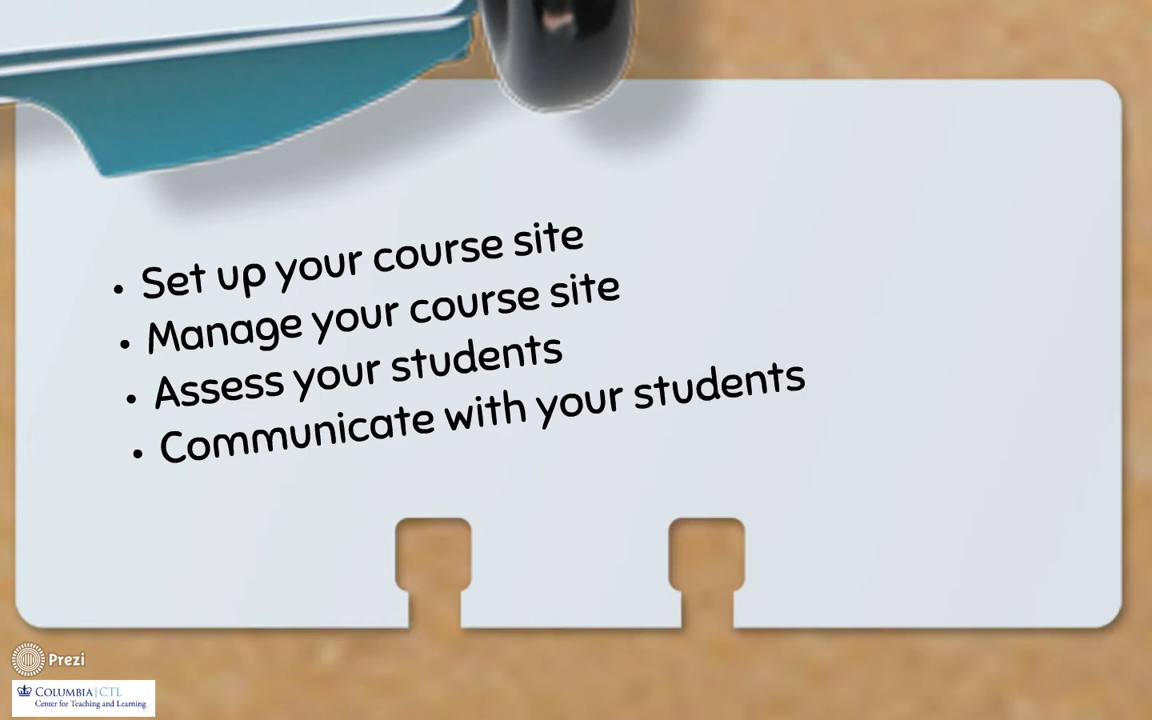 • Set up your course site
• Manage your course site
• Assess your students
• Communicate with your students
Prezi
COLUMBIA | CTL
Center for Teaching and Learning